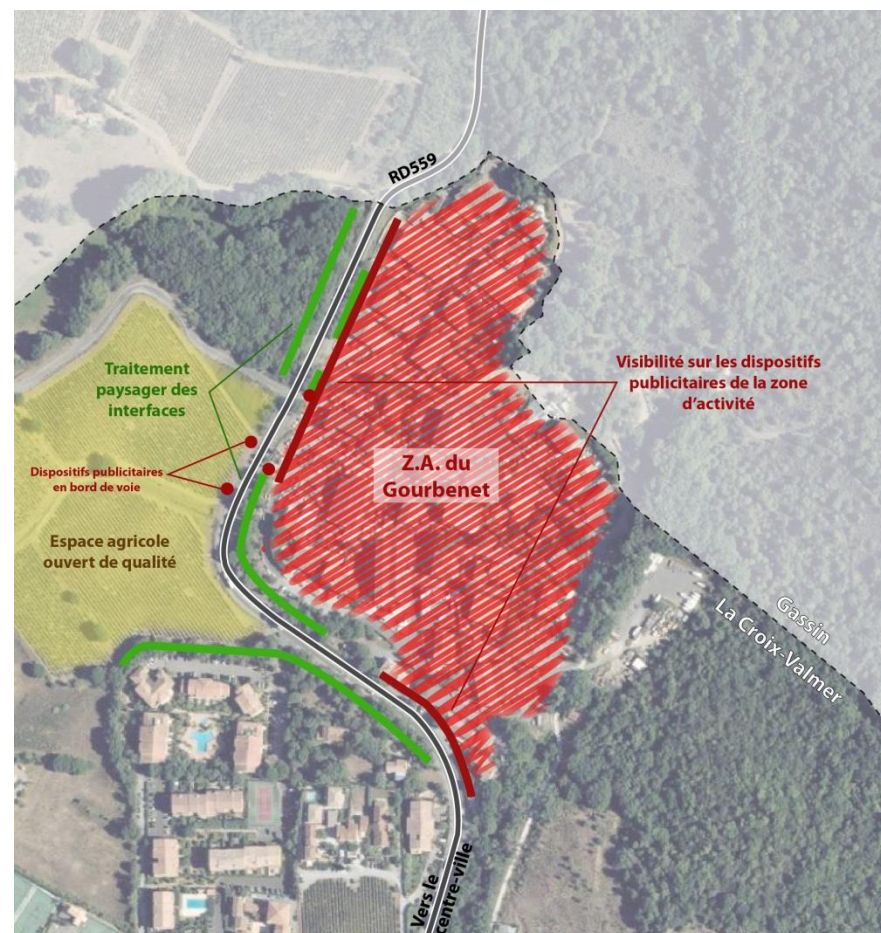 RD559
Traitement
paysager des
interfaces
Visibilité sur les dispositifs
publicitaires de la zone
d'activité
Dispositifs publicitaires
en bord de voie
Z.A. du
Gourbenet
Espace agricole
ouvert de qualité
Gassin
La Croix-Valmer
Vers le
centre-ville